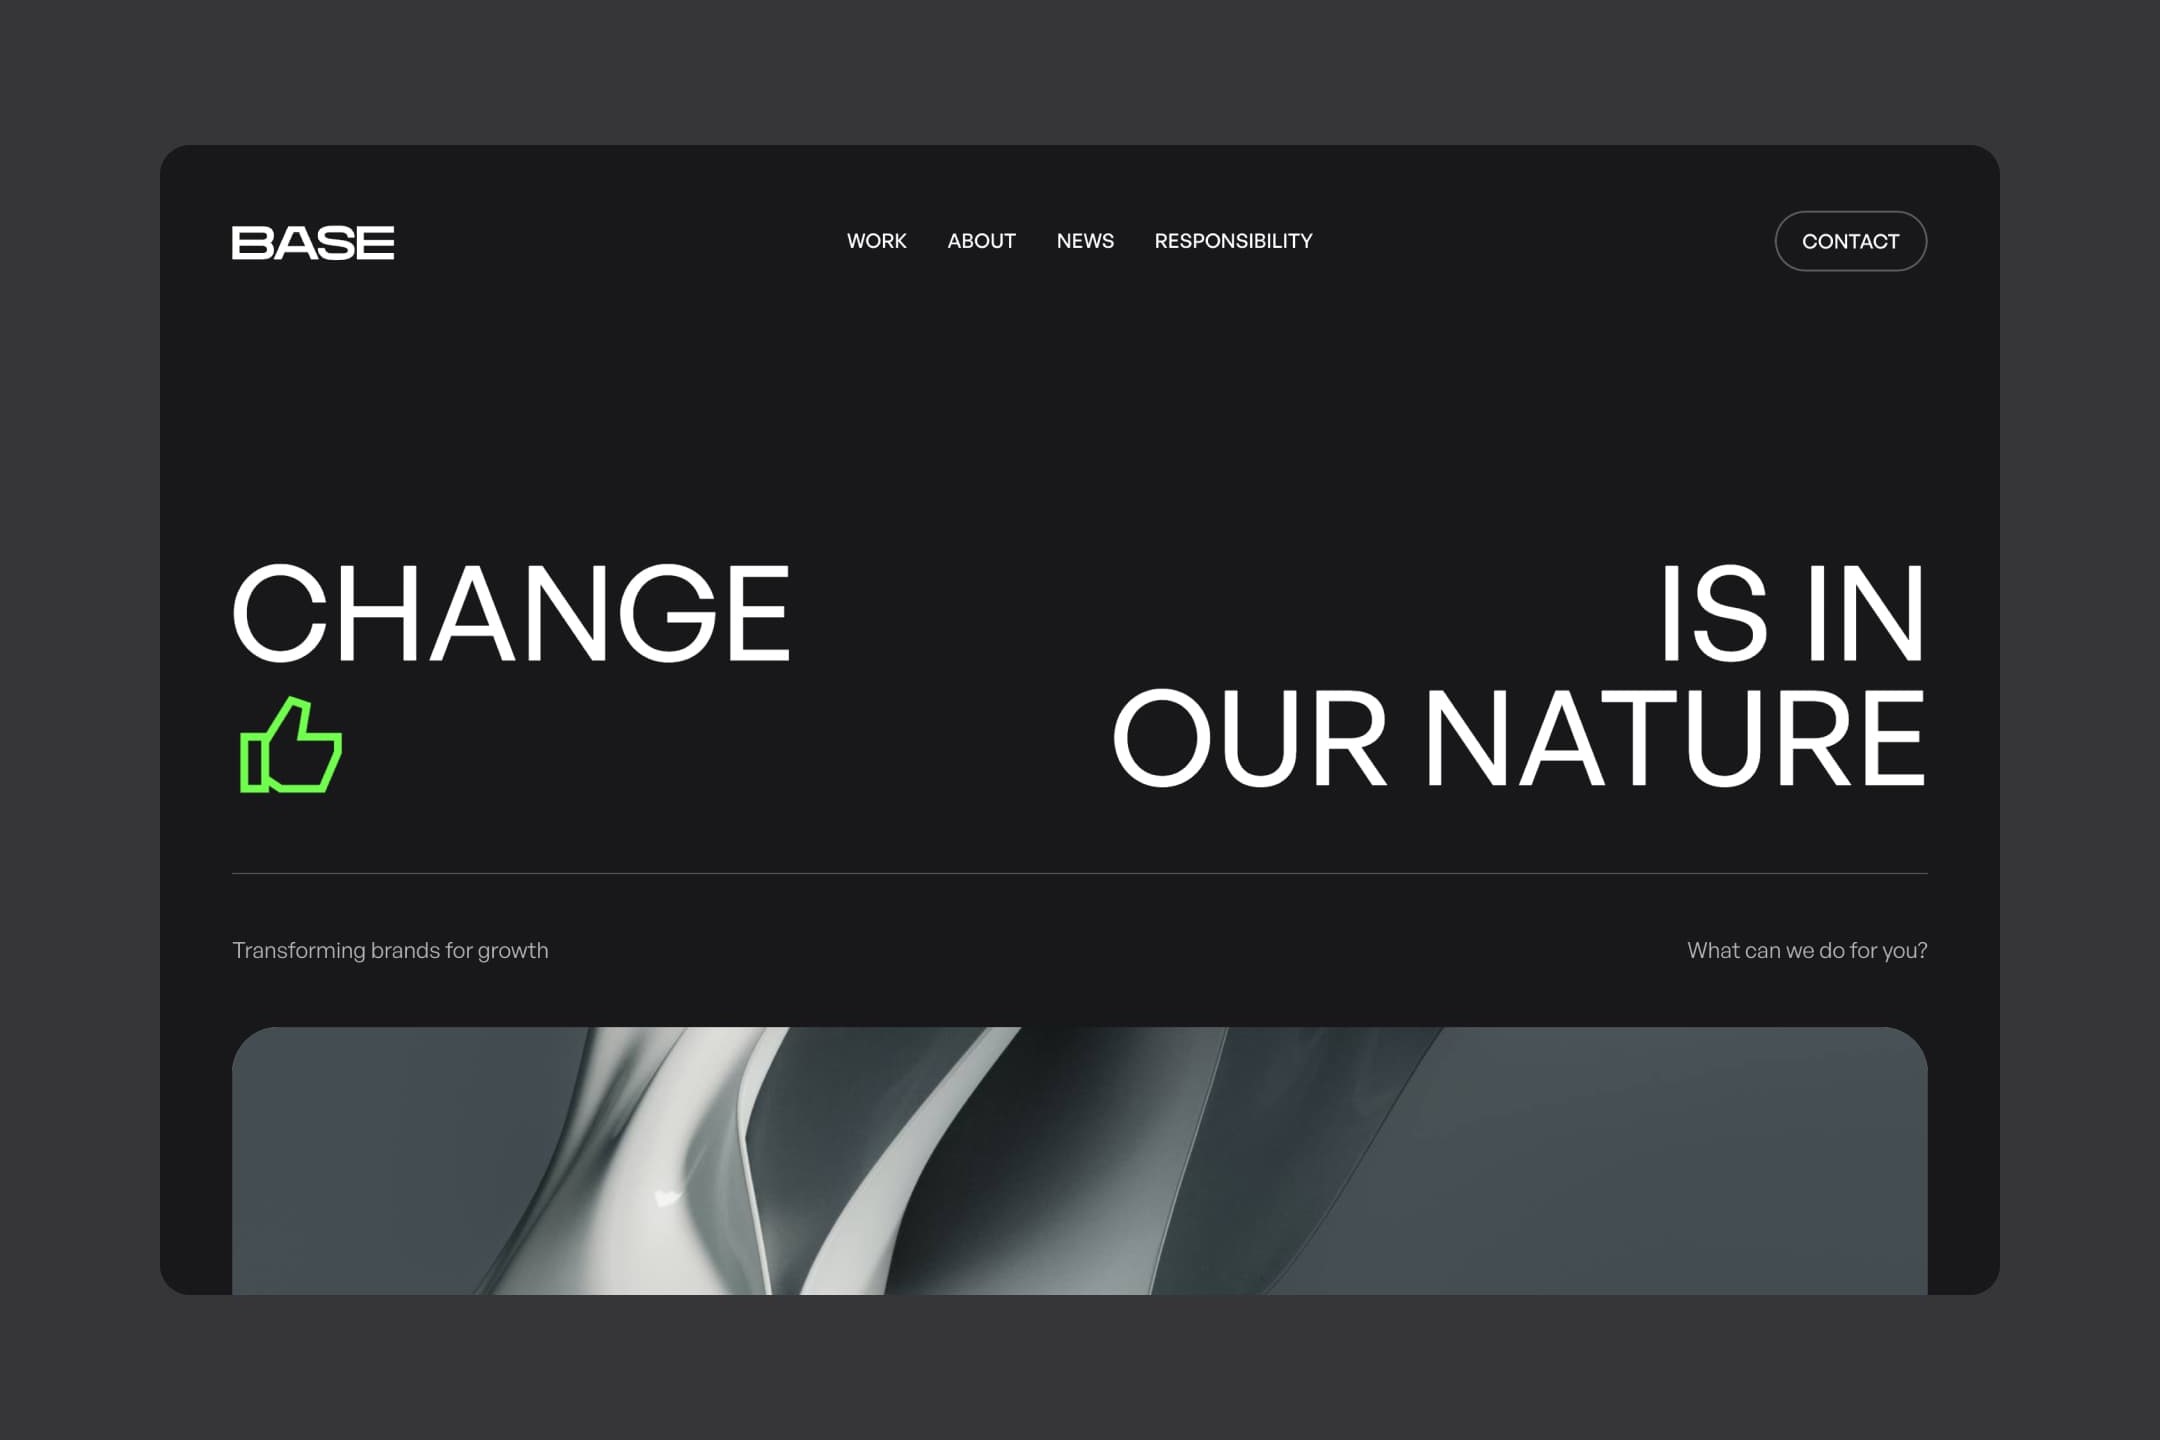 BASE
WORK ABOUT NEWS RESPONSIBILITY
CONTACT
CHANGE IS IN
OUR NATURE
Transforming brands for growth
What can we do for you?